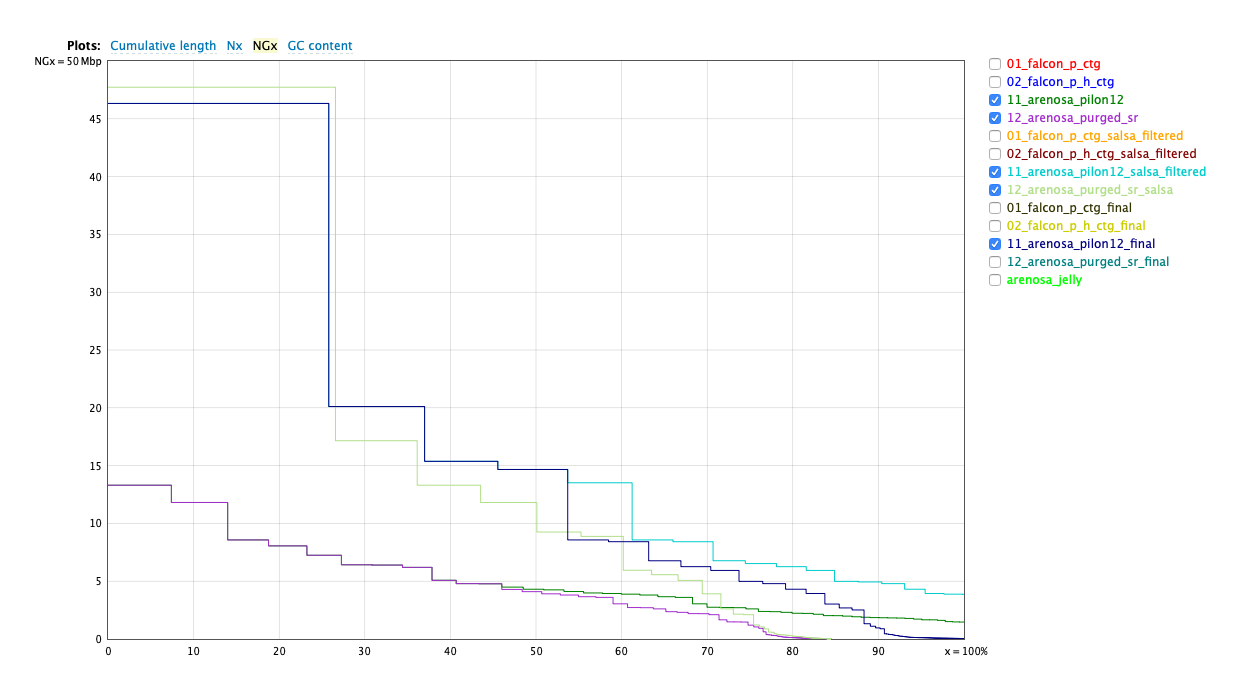 Plots: Cumulative length Nx NGx GC content
NGx = 50 Mbp
45
40
35
30
25
20
15
10
5
0
0 10 20 30 40 50 60 70 80 90 x = 100%
01_falcon_p_ctg
02_falcon_p_h_ctg
11_arenosa_pilon12
12_arenosa_purged_sr
01_falcon_p_ctg_salsa_filtered
02_falcon_p_h_ctg_salsa_filtered
11_arenosa_pilon12_salsa_filtered
12_arenosa_purged_sr_salsa
01_falcon_p_ctg_final
02_falcon_p_h_ctg_final
11_arenosa_pilon12_final
12_arenosa_purged_sr_final
arenosa_jelly